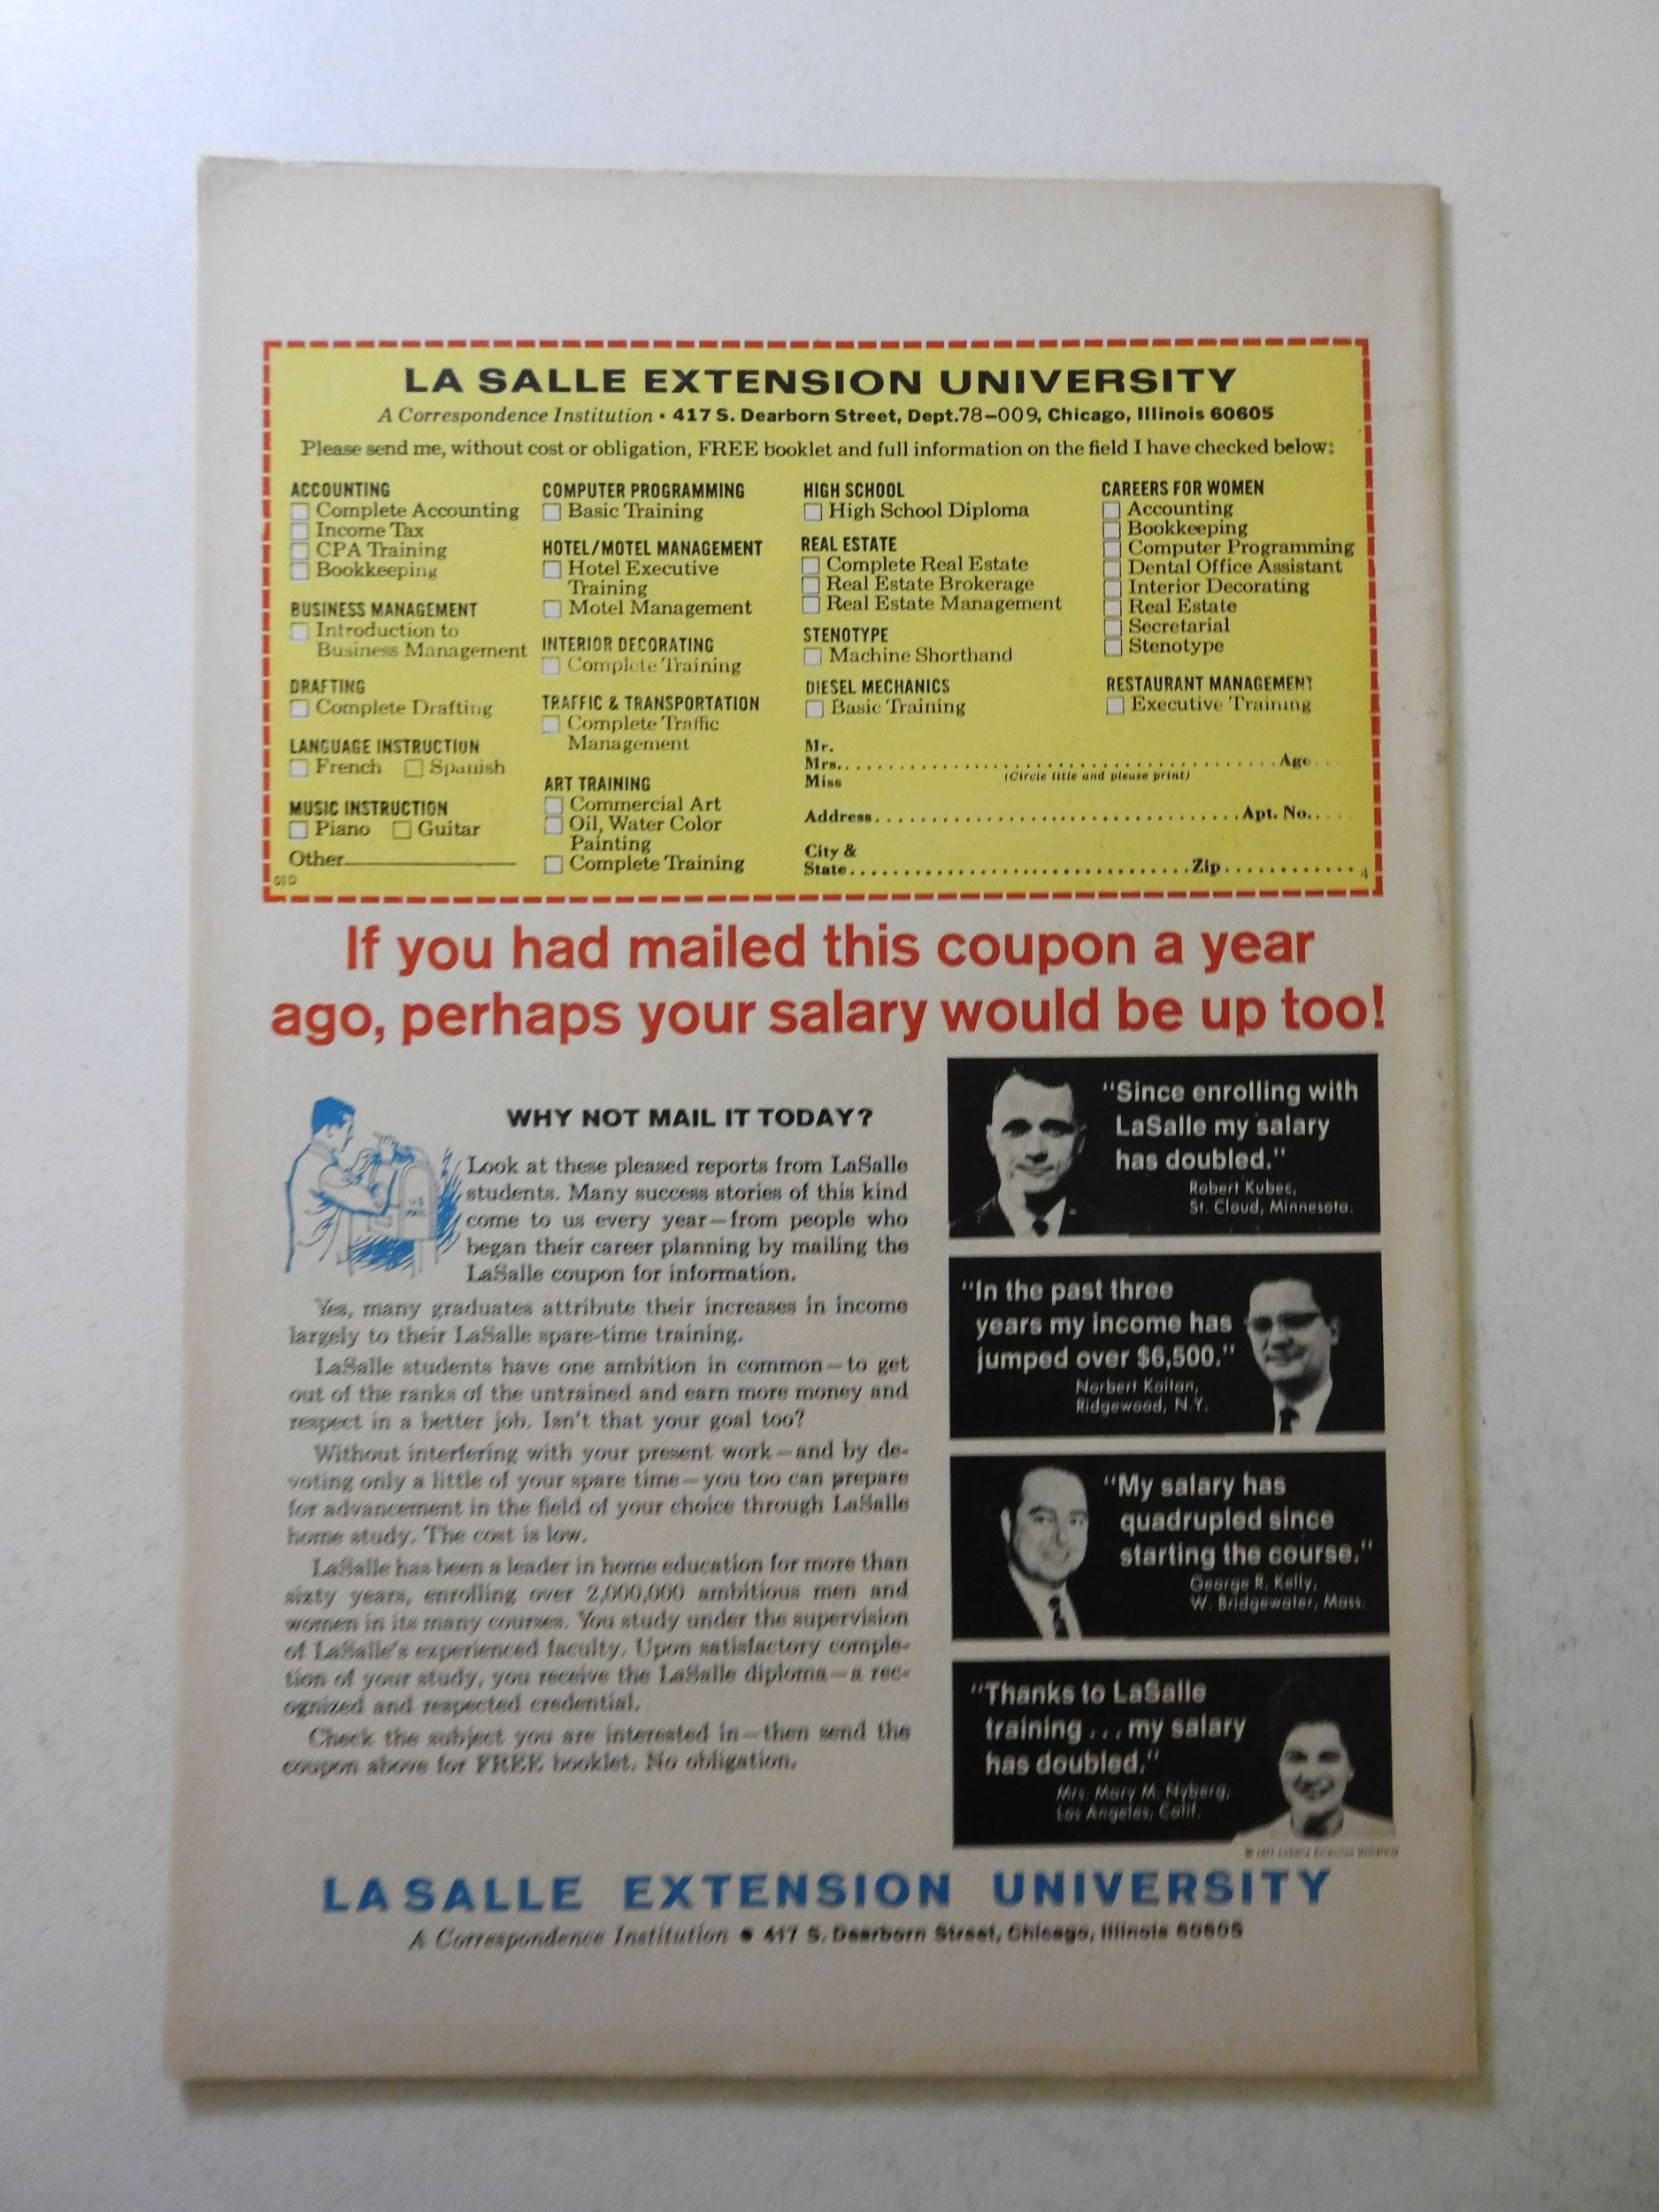 LA SALLE EXTENSION UNIVERSITY
A Correspondence Institution • 417 S. Dearborn Street, Dept. 78-009, Chicago, Illinois 60605
Please send me, without cost or obligation, FREE booklet and full information on the field I have checked below:
ACCOUNTING
Complete Accounting
Income Tax
CPA Training
Bookkeeping
BUSINESS MANAGEMENT
Introduction to
Business Management
DRAFTING
Complete Drafting
LANGUAGE INSTRUCTION
French Spanish
MUSIC INSTRUCTION
Piano Guitar
Other
COMPUTER PROGRAMMING
Basic Training
HOTEL/MOTEL MANAGEMENT
Hotel Executive
Training
Motel Management
INTERIOR DECORATING
Complete Training
TRAFFIC & TRANSPORTATION
Complete Traffic
Management
ART TRAINING
Commercial Art
Oil, Water Color
Painting
Complete Training
HIGH SCHOOL
High School Diploma
REAL ESTATE
Complete Real Estate
Real Estate Brokerage
Real Estate Management
STENOTYPE
Machine Shorthand
DIESEL MECHANICS
Basic Training
CAREERS FOR WOMEN
Accounting
Bookkeeping
Computer Programming
Dental Office Assistant
Interior Decorating
Real Estate
Secretarial
Stenotype
RESTAURANT MANAGEMENT
Executive Training
Mr.
Mrs. Age
Miss (Circle title and please print)
Address Apt. No.
City &
State Zip
If you had mailed this coupon a year
ago, perhaps your salary would be up too!
WHY NOT MAIL IT TODAY?
Look at these pleased reports from LaSalle
students. Many success stories of this kind
come to us every year—from people who
began their career planning by mailing the
LaSalle coupon for information.
Yes, many graduates attribute their increases in income
largely to their LaSalle spare-time training.
LaSalle students have one ambition in common—to get
out of the ranks of the untrained and earn more money and
respect in a better job. Isn't that your goal too?
Without interfering with your present work—and by de-
voting only a little of your spare time—you too can prepare
for advancement in the field of your choice through LaSalle
home study. The cost is low.
LaSalle has been a leader in home education for more than
sixty years, enrolling over 2,000,000 ambitious men and
women in its many courses. You study under the supervision
of LaSalle's experienced faculty. Upon satisfactory comple-
tion of your study, you receive the LaSalle diploma—a rec-
ognized and respected credential.
Check the subject you are interested in—then send the
coupon above for FREE booklet. No obligation.
"Since enrolling with
LaSalle my salary
has doubled."
Robert Kubec,
St. Cloud, Minnesota.
"In the past three
years my income has
jumped over $6,500."
Norbert Kaitan,
Ridgewood, N.Y.
"My salary has
quadrupled since
starting the course."
George R. Kelly,
W. Bridgewater, Mass.
"Thanks to LaSalle
training . . . my salary
has doubled."
Mrs. Mary M. Nyberg,
Los Angeles, Calif.
© 1971 LaSalle Extension University
LASALLE EXTENSION UNIVERSITY
A Correspondence Institution • 417 S. Dearborn Street, Chicago, Illinois 60605